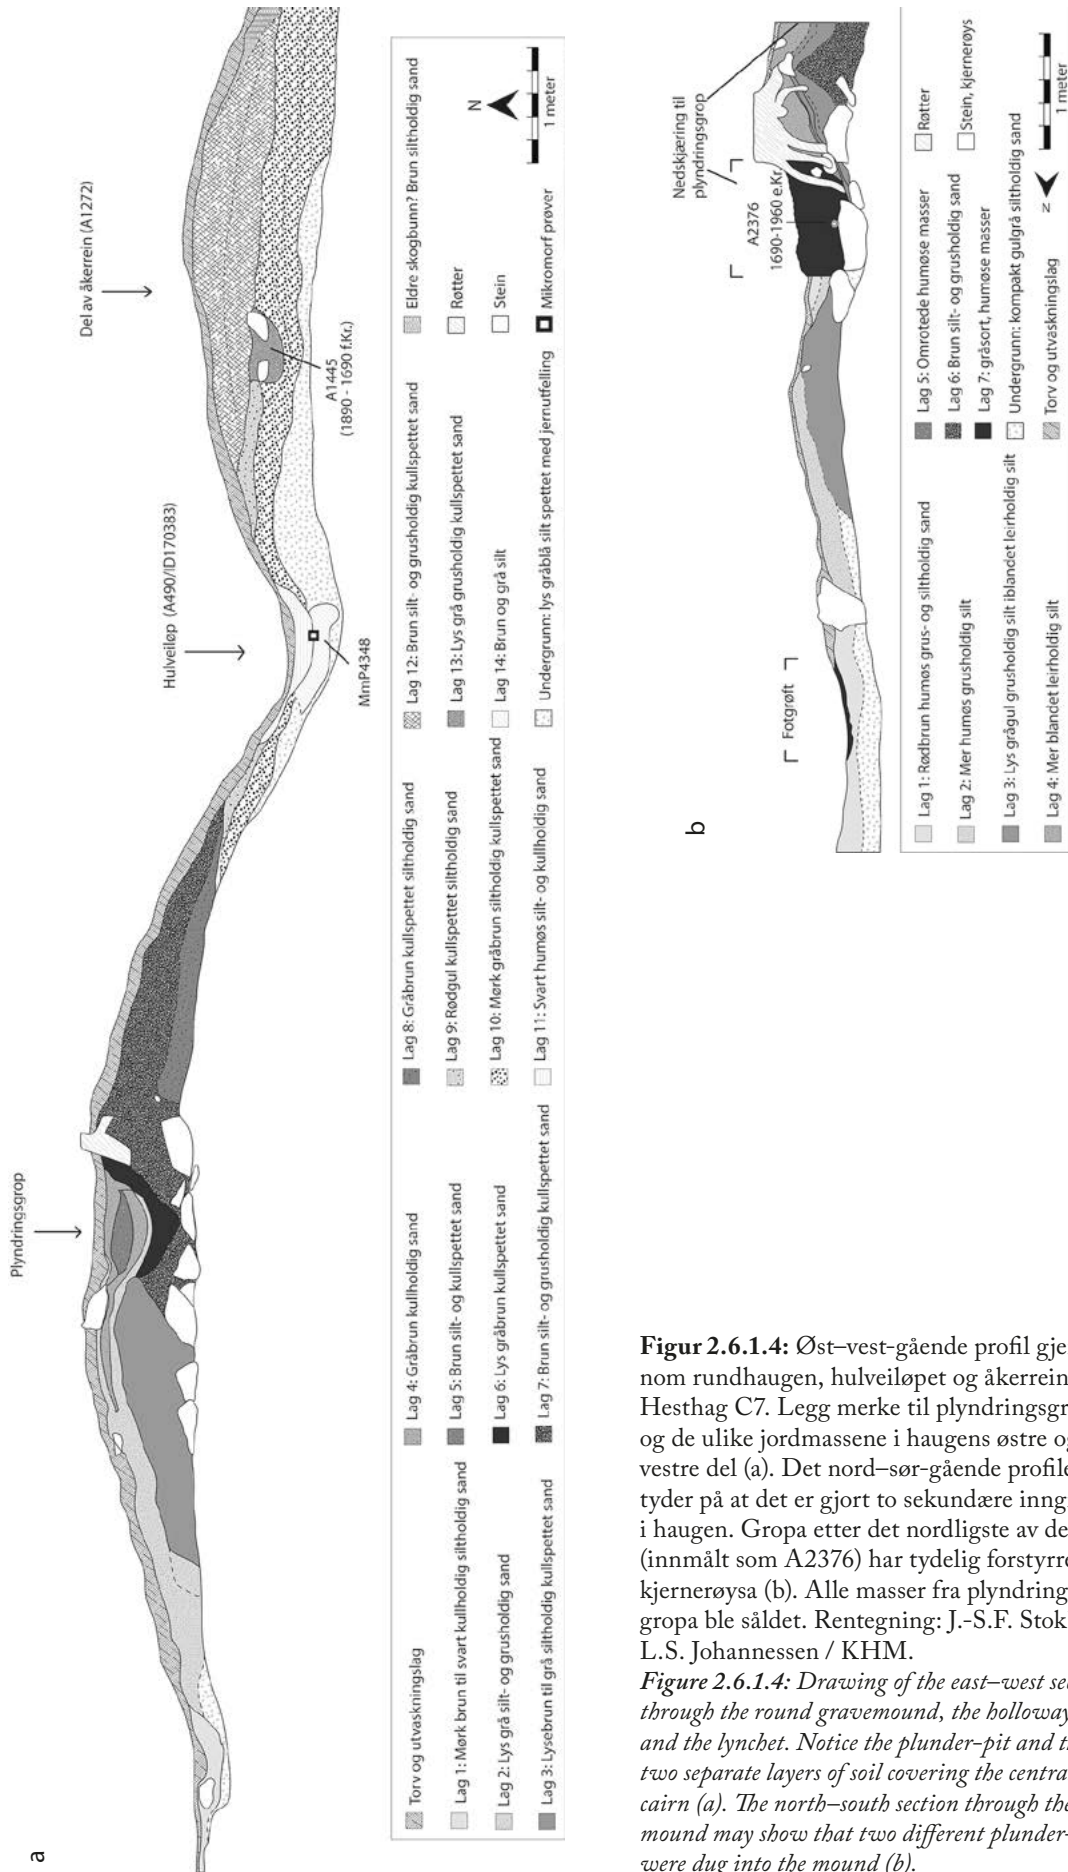 a
Plyndringsgrop
Hulveiløp (A490/ID170383)
Del av åkerrein (A1272)
MmP4348
A1445
(1890 - 1690 f.Kr.)
Torv og utvaskningslag
Lag 1: Mørk brun til svart kullholdig siltholdig sand
Lag 2: Lys grå silt- og grusholdig sand
Lag 3: Lysebrun til grå siltholdig kullspettet sand
Lag 4: Gråbrun kullholdig sand
Lag 5: Brun silt- og kullspettet sand
Lag 6: Lys gråbrun kullspettet sand
Lag 7: Brun silt- og grusholdig kullspettet sand
Lag 8: Gråbrun kullspettet siltholdig sand
Lag 9: Rødgul kullspettet siltholdig sand
Lag 10: Mørk gråbrun siltholdig kullspettet sand
Lag 11: Svart humøs silt- og kullholdig sand
Lag 12: Brun silt- og grusholdig kullspettet sand
Lag 13: Lys grå grusholdig kullspettet sand
Lag 14: Brun og grå silt
Undergrunn: lys gråblå silt spettet med jernutfelling
Eldre skogbunn? Brun siltholdig sand
Røtter
Stein
Mikromorf prøver
N
1 meter
b
Fotgrøft
A2376
1690-1960 e.Kr.
Nedskjæring til
plyndringsgrop
Lag 1: Rødbrun humøs grus- og siltholdig sand
Lag 2: Mer humøs grusholdig silt
Lag 3: Lys grågul grusholdig silt iblandet leirholdig silt
Lag 4: Mer blandet leirholdig silt
Lag 5: Omrotede humøse masser
Lag 6: Brun silt- og grusholdig sand
Lag 7: gråsort, humøse masser
Undergrunn: kompakt gulgrå siltholdig sand
Torv og utvaskningslag
Røtter
Stein, kjernerøys
N
1 meter
Figur 2.6.1.4: Øst–vest-gående profil gje
nom rundhaugen, hulveiløpet og åkerrein
Hesthag C7. Legg merke til plyndringsgr
og de ulike jordmassene i haugens østre og
vestre del (a). Det nord–sør-gående profile
tyder på at det er gjort to sekundære inng
i haugen. Gropa etter det nordligste av de
(innmålt som A2376) har tydelig forstyrre
kjernerøysa (b). Alle masser fra plyndring
gropa ble såldet. Rentegning: J.-S.F. Stok
L.S. Johannessen / KHM.
Figure 2.6.1.4: Drawing of the east–west sec
through the round gravemound, the holloway
and the lynchet. Notice the plunder-pit and th
two separate layers of soil covering the centra
cairn (a). The north–south section through the
mound may show that two different plunder-
were dug into the mound (b).